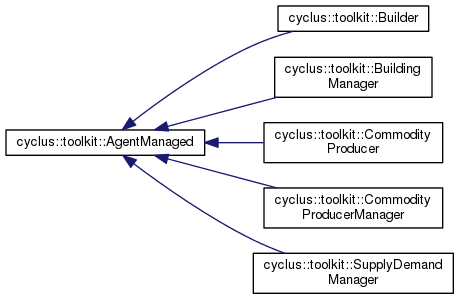 cyclus::toolkit::Builder
cyclus::toolkit::Building
Manager
cyclus::toolkit::AgentManaged
cyclus::toolkit::Commodity
Producer
cyclus::toolkit::Commodity
ProducerManager
cyclus::toolkit::SupplyDemand
Manager